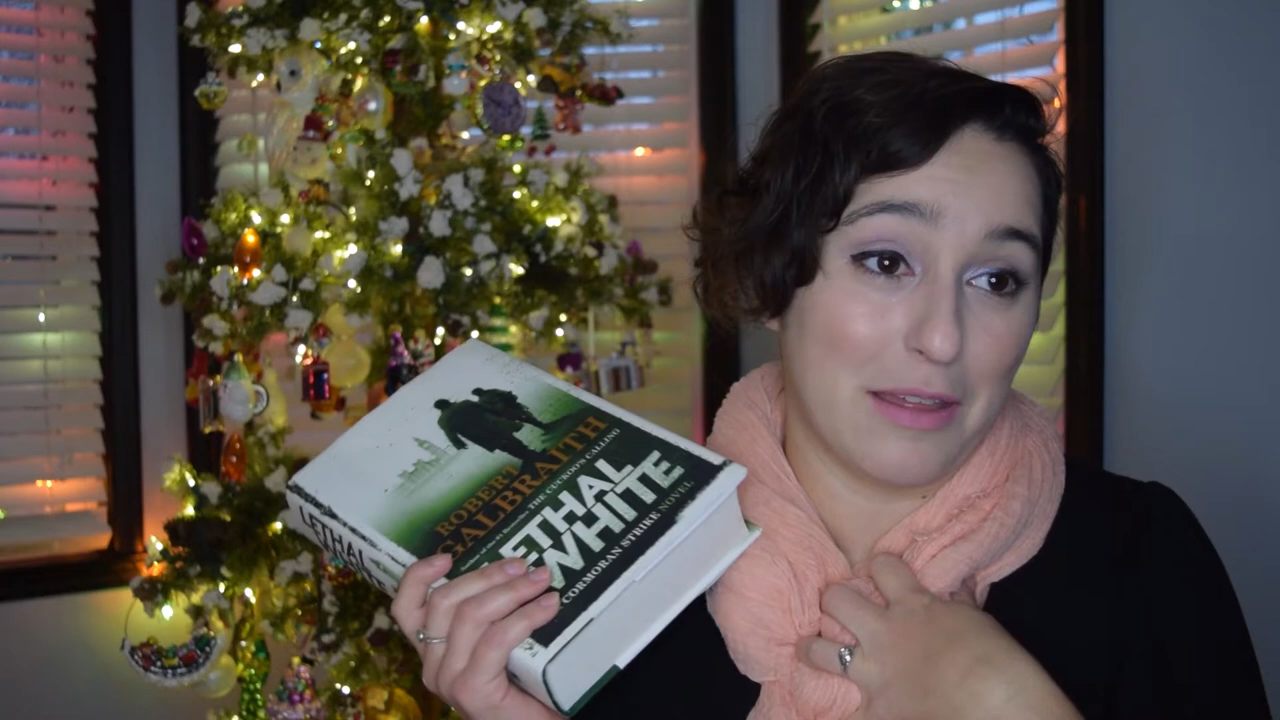 ROBERT
GALBRAITH
THE CUCKOO'S CALLING
LETHAL
WHITE
CORMORAN STRIKE NOVEL
LETHAL